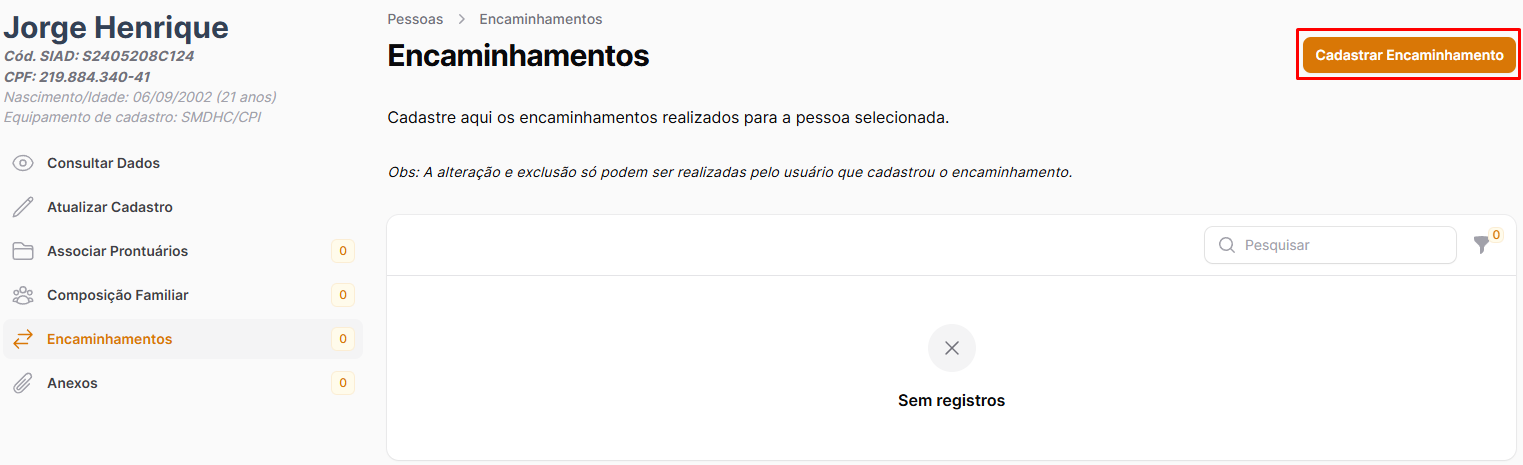 Jorge Henrique
Cód. SIAD: S2405208C124
CPF: 219.884.340-41
Nascimento/Idade: 06/09/2002 (21 anos)
Equipamento de cadastro: SMDHC/CPI
Consultar Dados
Atualizar Cadastro
Associar Prontuários 0
Composição Familiar 0
Encaminhamentos 0
Anexos 0
Pessoas > Encaminhamentos
Encaminhamentos
Cadastrar Encaminhamento
Cadastre aqui os encaminhamentos realizados para a pessoa selecionada.
Obs: A alteração e exclusão só podem ser realizadas pelo usuário que cadastrou o encaminhamento.
Pesquisar
0
Sem registros